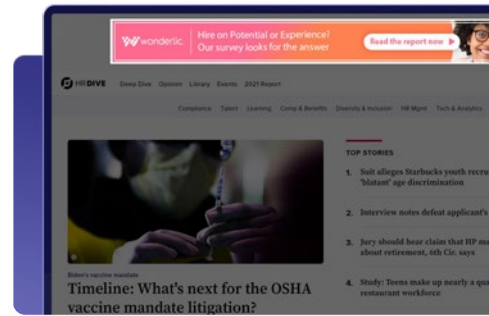 wonderlic
Hire on Potential or Experience?
Our survey looks for the answer
Read the report now
HR DIVE
Deep Dive Opinion Library Events 2021 Report
Compliance Talent Learning Comp & Benefits Diversity & Inclusion HR Mgmt Tech & Analytics
TOP STORIES
1. Suit alleges Starbucks youth recru
'blatant' age discrimination
2. Interview notes defeat applicant's
3. Jury should hear claim that HP ma
about retirement, 6th Cir. says
4. Study: Teens make up nearly a qua
restaurant workforce
Biden's vaccine mandate
Timeline: What's next for the OSHA
vaccine mandate litigation?